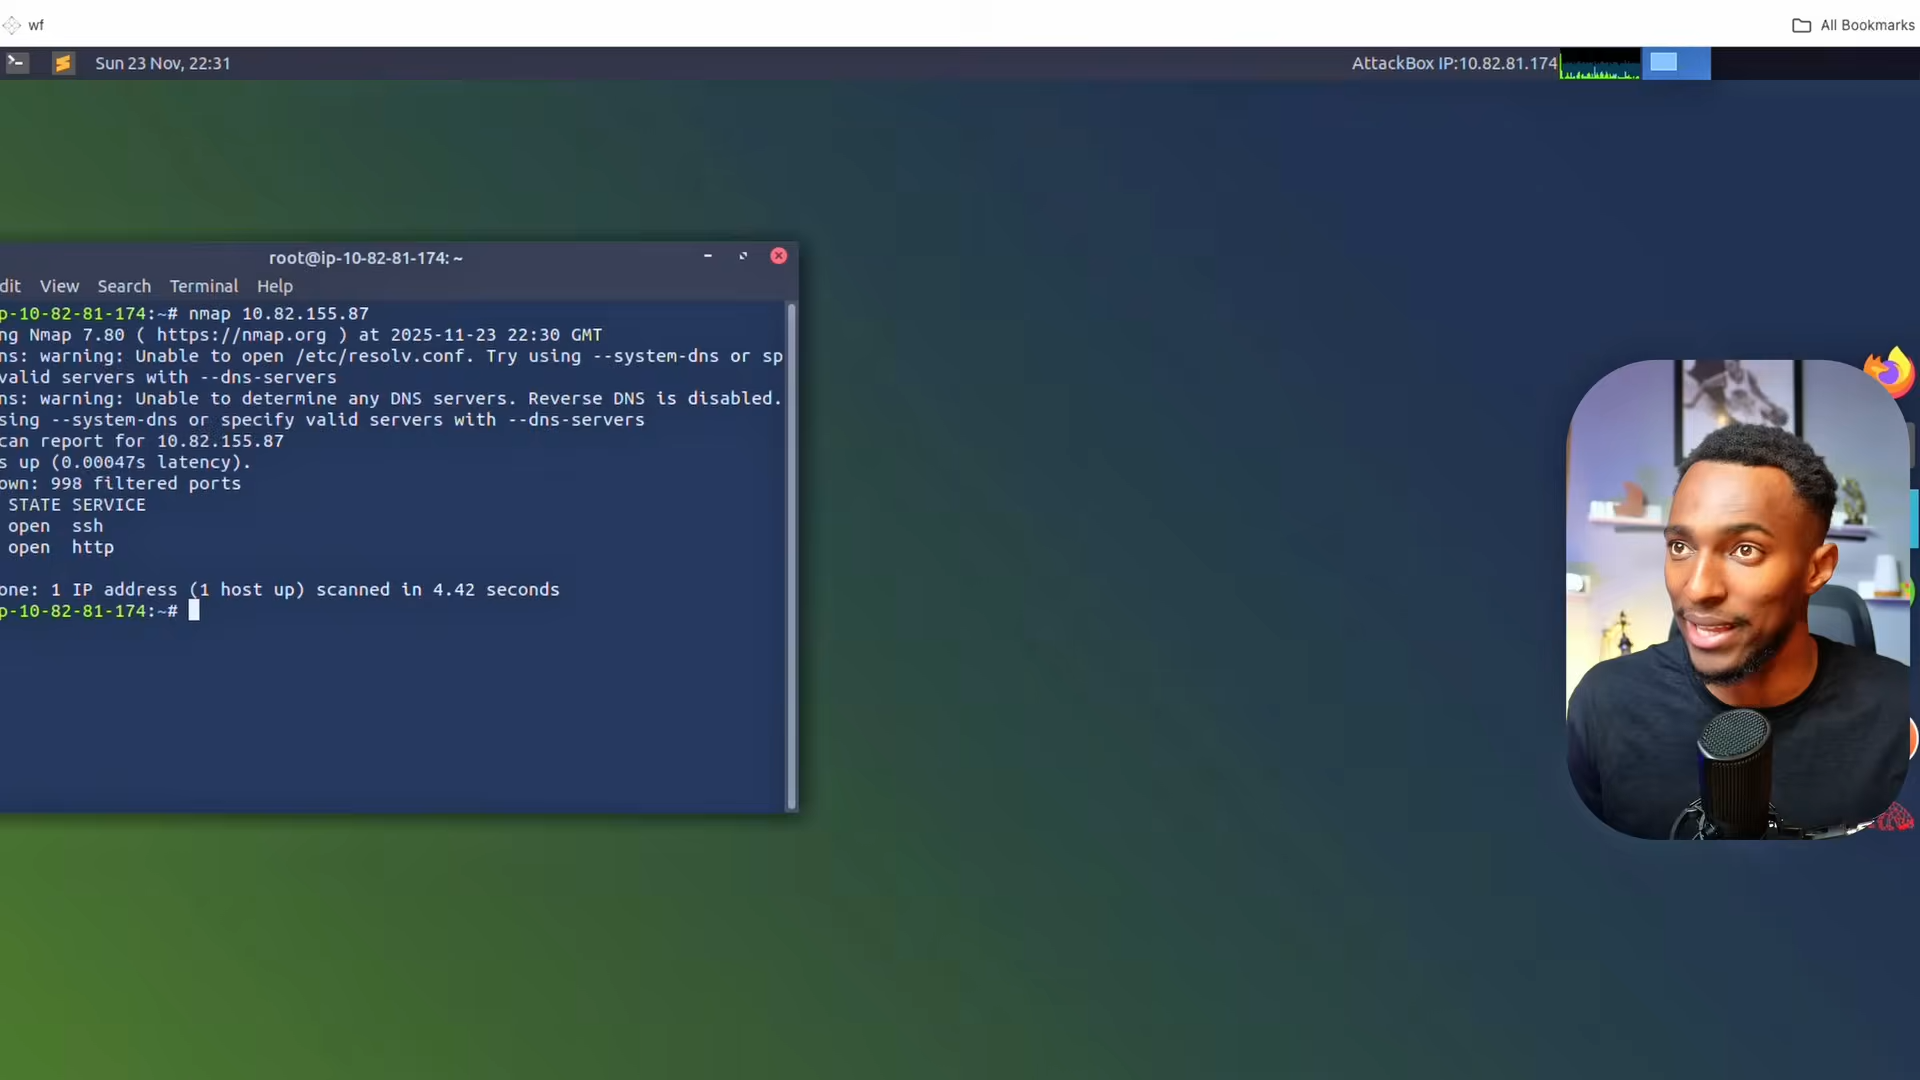 wf
All Bookmarks
Sun 23 Nov, 22:31
AttackBox IP:10.82.81.174
root@ip-10-82-81-174: ~
dit View Search Terminal Help
p-10-82-81-174:~# nmap 10.82.155.87
ng Nmap 7.80 ( https://nmap.org ) at 2025-11-23 22:30 GMT
ns: warning: Unable to open /etc/resolv.conf. Try using --system-dns or sp
valid servers with --dns-servers
ns: warning: Unable to determine any DNS servers. Reverse DNS is disabled.
sing --system-dns or specify valid servers with --dns-servers
can report for 10.82.155.87
s up (0.00047s latency).
own: 998 filtered ports
STATE SERVICE
open ssh
open http
one: 1 IP address (1 host up) scanned in 4.42 seconds
p-10-82-81-174:~#